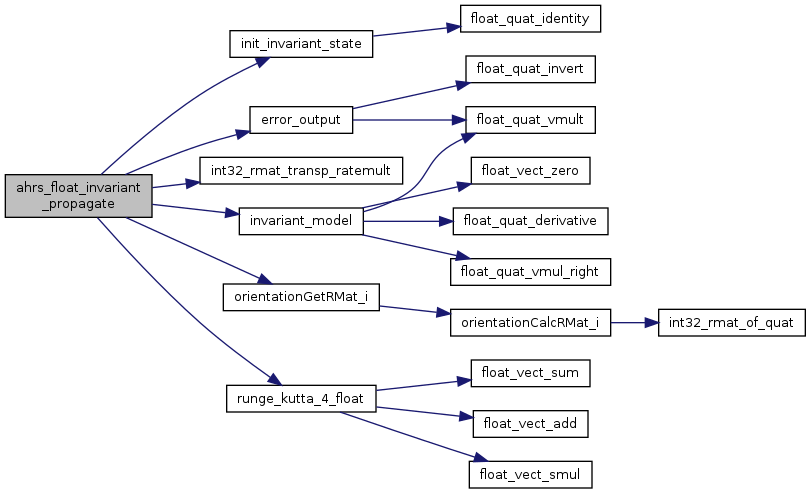 ahrs_float_invariant
_propagate
init_invariant_state
float_quat_identity
error_output
float_quat_invert
float_quat_vmult
int32_rmat_transp_ratemult
invariant_model
float_vect_zero
float_quat_derivative
float_quat_vmul_right
orientationGetRMat_i
orientationCalcRMat_i
int32_rmat_of_quat
runge_kutta_4_float
float_vect_sum
float_vect_add
float_vect_smul